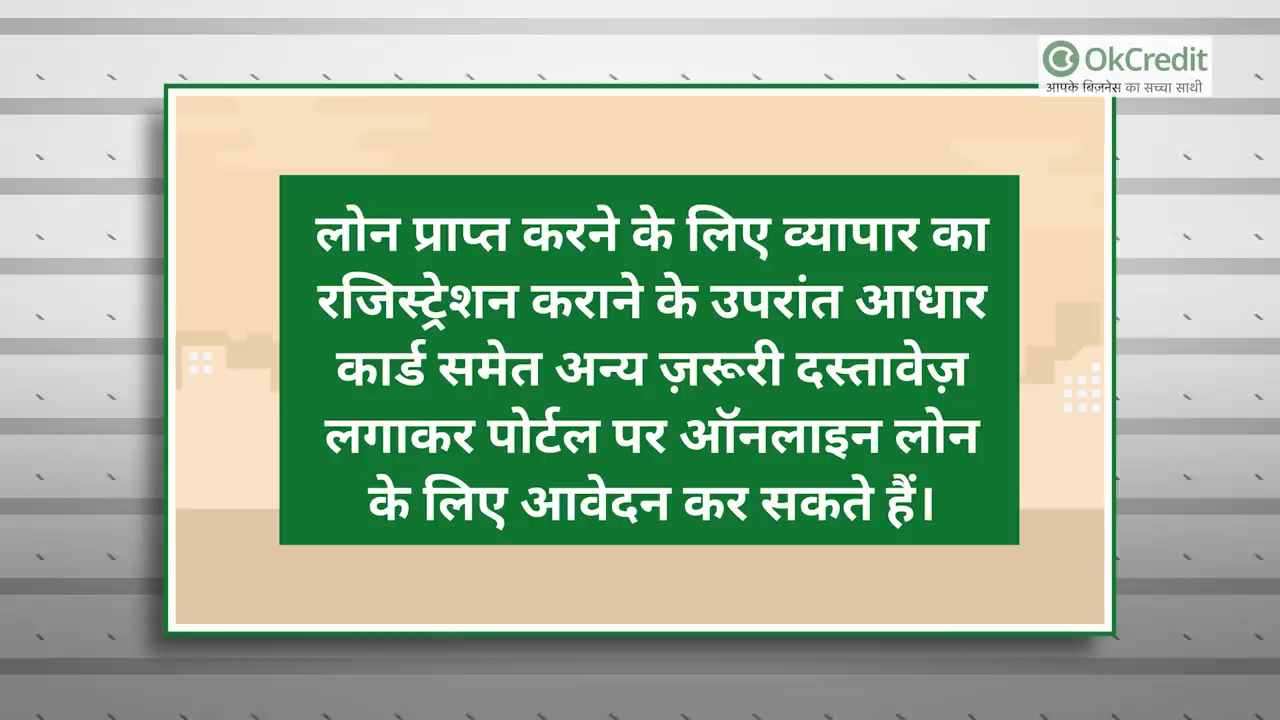 OkCredit
आपके बिज़नेस का सच्चा साथी
लोन प्राप्त करने के लिए व्यापार का
रजिस्ट्रेशन कराने के उपरांत आधार
कार्ड समेत अन्य ज़रूरी दस्तावेज़
लगाकर पोर्टल पर ऑनलाइन लोन
के लिए आवेदन कर सकते हैं।